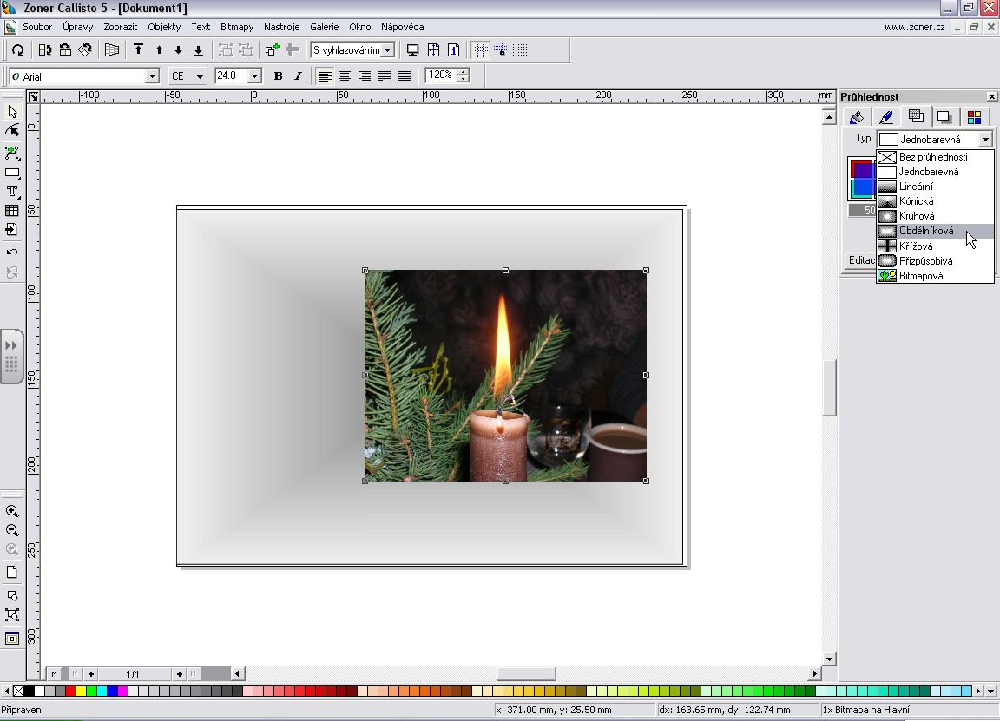 Zoner Callisto 5 - [Dokument1]
Soubor Úpravy Zobrazit Objekty Text Bitmapy Nástroje Galerie Okno Nápověda www.zoner.cz
S vyhlazováním
Arial CE 24.0 B I 120%
-100 -50 0 50 100 150 200 250 300 mm
0
50
100
150
200
250
300
Průhlednost
Typ Jednobarevná
Bez průhlednosti
Jednobarevná
Lineární
Kónická
Kruhová
50
Obdélníková
Křížová
Editac
Přizpůsobivá
Bitmapová
M 1/1
Připraven x: 371.00 mm, y: 25.50 mm dx: 163.65 mm, dy: 122.74 mm 1x Bitmapa na Hlavní